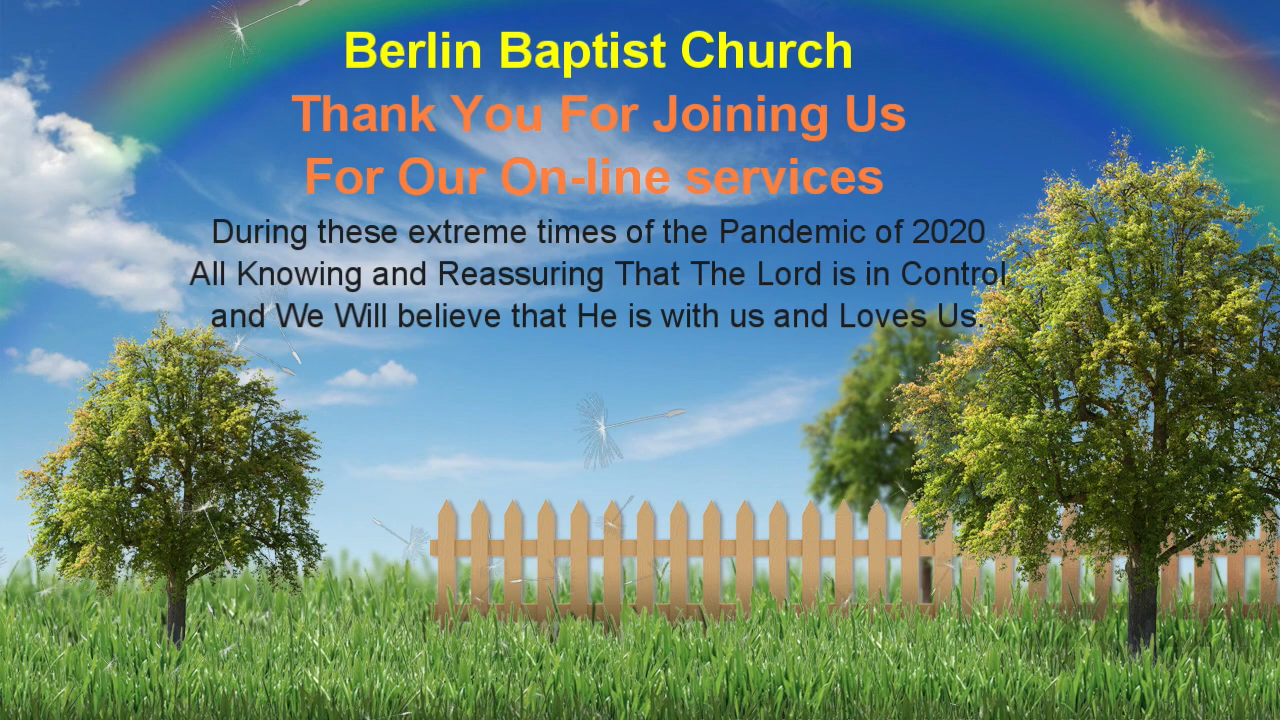 Berlin Baptist Church
Thank You For Joining Us
For Our On-line services
During these extreme times of the Pandemic of 2020
All Knowing and Reassuring That The Lord is in Control
and We Will believe that He is with us and Loves Us.